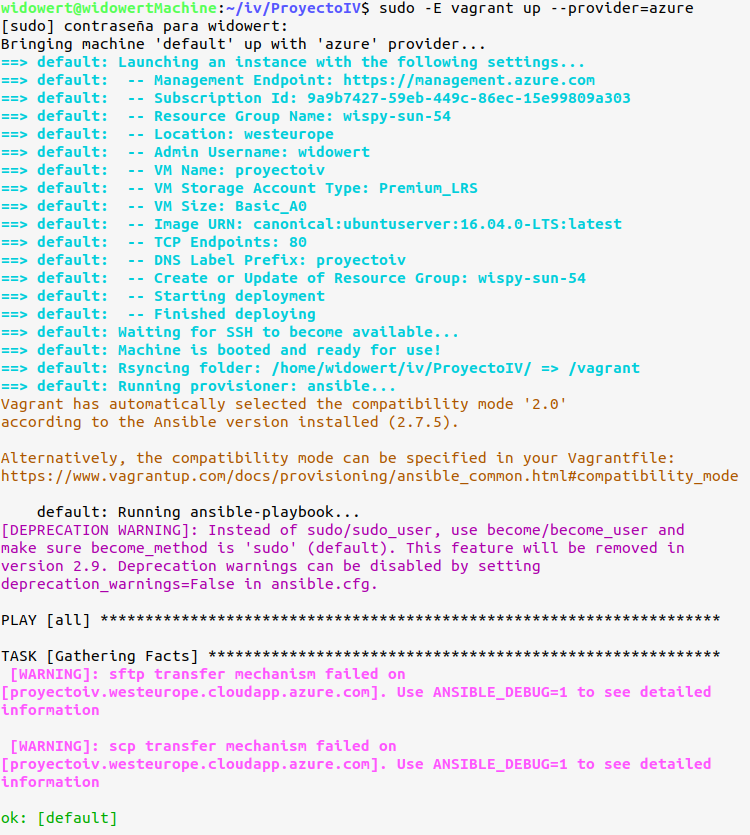 widowert@widowertMachine:~/iv/ProyectoIV$ sudo -E vagrant up --provider=azure
[sudo] contraseña para widowert:
Bringing machine 'default' up with 'azure' provider...
==> default: Launching an instance with the following settings...
==> default:  -- Management Endpoint: https://management.azure.com
==> default:  -- Subscription Id: 9a9b7427-59eb-449c-86ec-15e99809a303
==> default:  -- Resource Group Name: wispy-sun-54
==> default:  -- Location: westeurope
==> default:  -- Admin Username: widowert
==> default:  -- VM Name: proyectoiv
==> default:  -- VM Storage Account Type: Premium_LRS
==> default:  -- VM Size: Basic_A0
==> default:  -- Image URN: canonical:ubuntuserver:16.04.0-LTS:latest
==> default:  -- TCP Endpoints: 80
==> default:  -- DNS Label Prefix: proyectoiv
==> default:  -- Create or Update of Resource Group: wispy-sun-54
==> default:  -- Starting deployment
==> default:  -- Finished deploying
==> default: Waiting for SSH to become available...
==> default: Machine is booted and ready for use!
==> default: Rsyncing folder: /home/widowert/iv/ProyectoIV/ => /vagrant
==> default: Running provisioner: ansible...
Vagrant has automatically selected the compatibility mode '2.0'
according to the Ansible version installed (2.7.5).

Alternatively, the compatibility mode can be specified in your Vagrantfile:
https://www.vagrantup.com/docs/provisioning/ansible_common.html#compatibility_mode

    default: Running ansible-playbook...
[DEPRECATION WARNING]: Instead of sudo/sudo_user, use become/become_user and
make sure become_method is 'sudo' (default). This feature will be removed in
version 2.9. Deprecation warnings can be disabled by setting
deprecation_warnings=False in ansible.cfg.

PLAY [all] *********************************************************************

TASK [Gathering Facts] *********************************************************
 [WARNING]: sftp transfer mechanism failed on
[proyectoiv.westeurope.cloudapp.azure.com]. Use ANSIBLE_DEBUG=1 to see detailed
information

 [WARNING]: scp transfer mechanism failed on
[proyectoiv.westeurope.cloudapp.azure.com]. Use ANSIBLE_DEBUG=1 to see detailed
information

ok: [default]